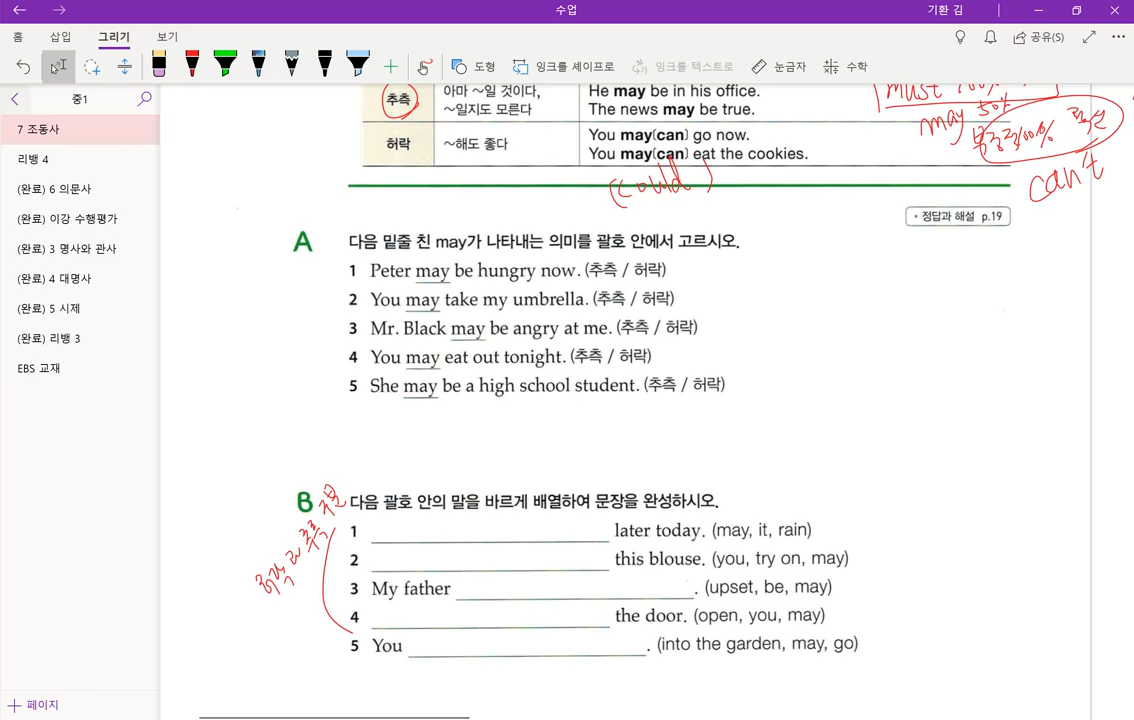 수업
기환 김
홈 삽입 그리기 보기
공유(S)
도형 잉크를 셰이프로 잉크를 텍스트로 눈금자 수학
중1
7 조동사
리뱅 4
(완료) 6 의문사
(완료) 이강 수행평가
(완료) 3 명사와 관사
(완료) 4 대명사
(완료) 5 시제
(완료) 리뱅 3
EBS 교재
페이지
추측 아마 ~일 것이다, He may be in his office.
~일지도 모른다 The news may be true.
허락 ~해도 좋다 You may(can) go now.
You may(can) eat the cookies.
(could)
must 100%
may 50%
can't
• 정답과 해설 p.19
A 다음 밑줄 친 may가 나타내는 의미를 괄호 안에서 고르시오.
1 Peter may be hungry now. (추측 / 허락)
2 You may take my umbrella. (추측 / 허락)
3 Mr. Black may be angry at me. (추측 / 허락)
4 You may eat out tonight. (추측 / 허락)
5 She may be a high school student. (추측 / 허락)
B 다음 괄호 안의 말을 바르게 배열하여 문장을 완성하시오.
1 ____ later today. (may, it, rain)
2 ____ this blouse. (you, try on, may)
3 My father ____. (upset, be, may)
4 ____ the door. (open, you, may)
5 You ____. (into the garden, may, go)